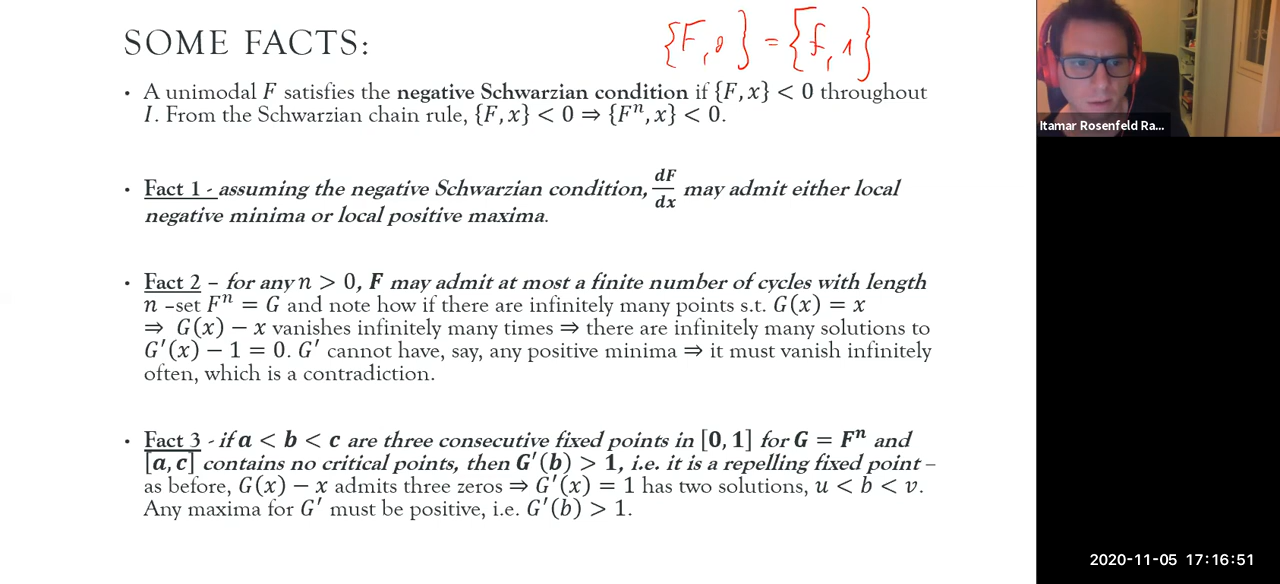 SOME FACTS:
{F, 0} = {f, 1}
• A unimodal F satisfies the negative Schwarzian condition if {F, x} < 0 throughout
I. From the Schwarzian chain rule, {F, x} < 0 ⇒ {Fⁿ, x} < 0.
• Fact 1 - assuming the negative Schwarzian condition, dF/dx may admit either local
negative minima or local positive maxima.
• Fact 2 – for any n > 0, F may admit at most a finite number of cycles with length
n –set Fⁿ = G and note how if there are infinitely many points s.t. G(x) = x
⇒ G(x) − x vanishes infinitely many times ⇒ there are infinitely many solutions to
G′(x) − 1 = 0. G′ cannot have, say, any positive minima ⇒ it must vanish infinitely
often, which is a contradiction.
• Fact 3 - if a < b < c are three consecutive fixed points in [0, 1] for G = Fⁿ and
[a, c] contains no critical points, then G′(b) > 1, i.e. it is a repelling fixed point –
as before, G(x) − x admits three zeros ⇒ G′(x) = 1 has two solutions, u < b < v.
Any maxima for G′ must be positive, i.e. G′(b) > 1.
Itamar Rosenfeld Ra...
2020-11-05 17:16:51